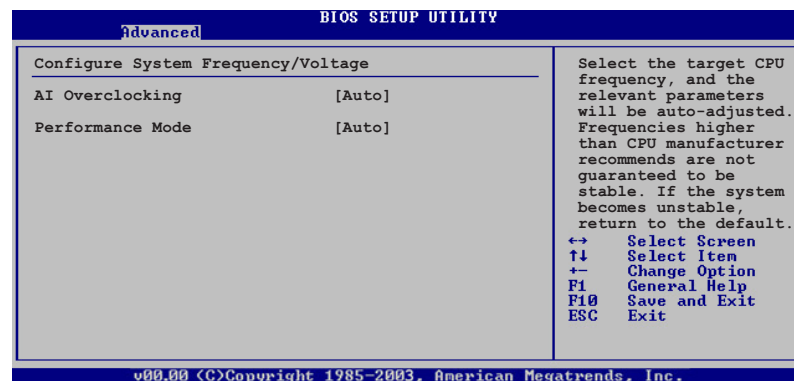 BIOS SETUP UTILITY
Advanced
Configure System Frequency/Voltage
AI Overclocking [Auto]
Performance Mode [Auto]
Select the target CPU
frequency, and the
relevant parameters
will be auto-adjusted.
Frequencies higher
than CPU manufacturer
recommends are not
guaranteed to be
stable. If the system
becomes unstable,
return to the default.
←→ Select Screen
↑↓ Select Item
+- Change Option
F1 General Help
F10 Save and Exit
ESC Exit
v00.00 (C)Copyright 1985-2003, American Megatrends, Inc.